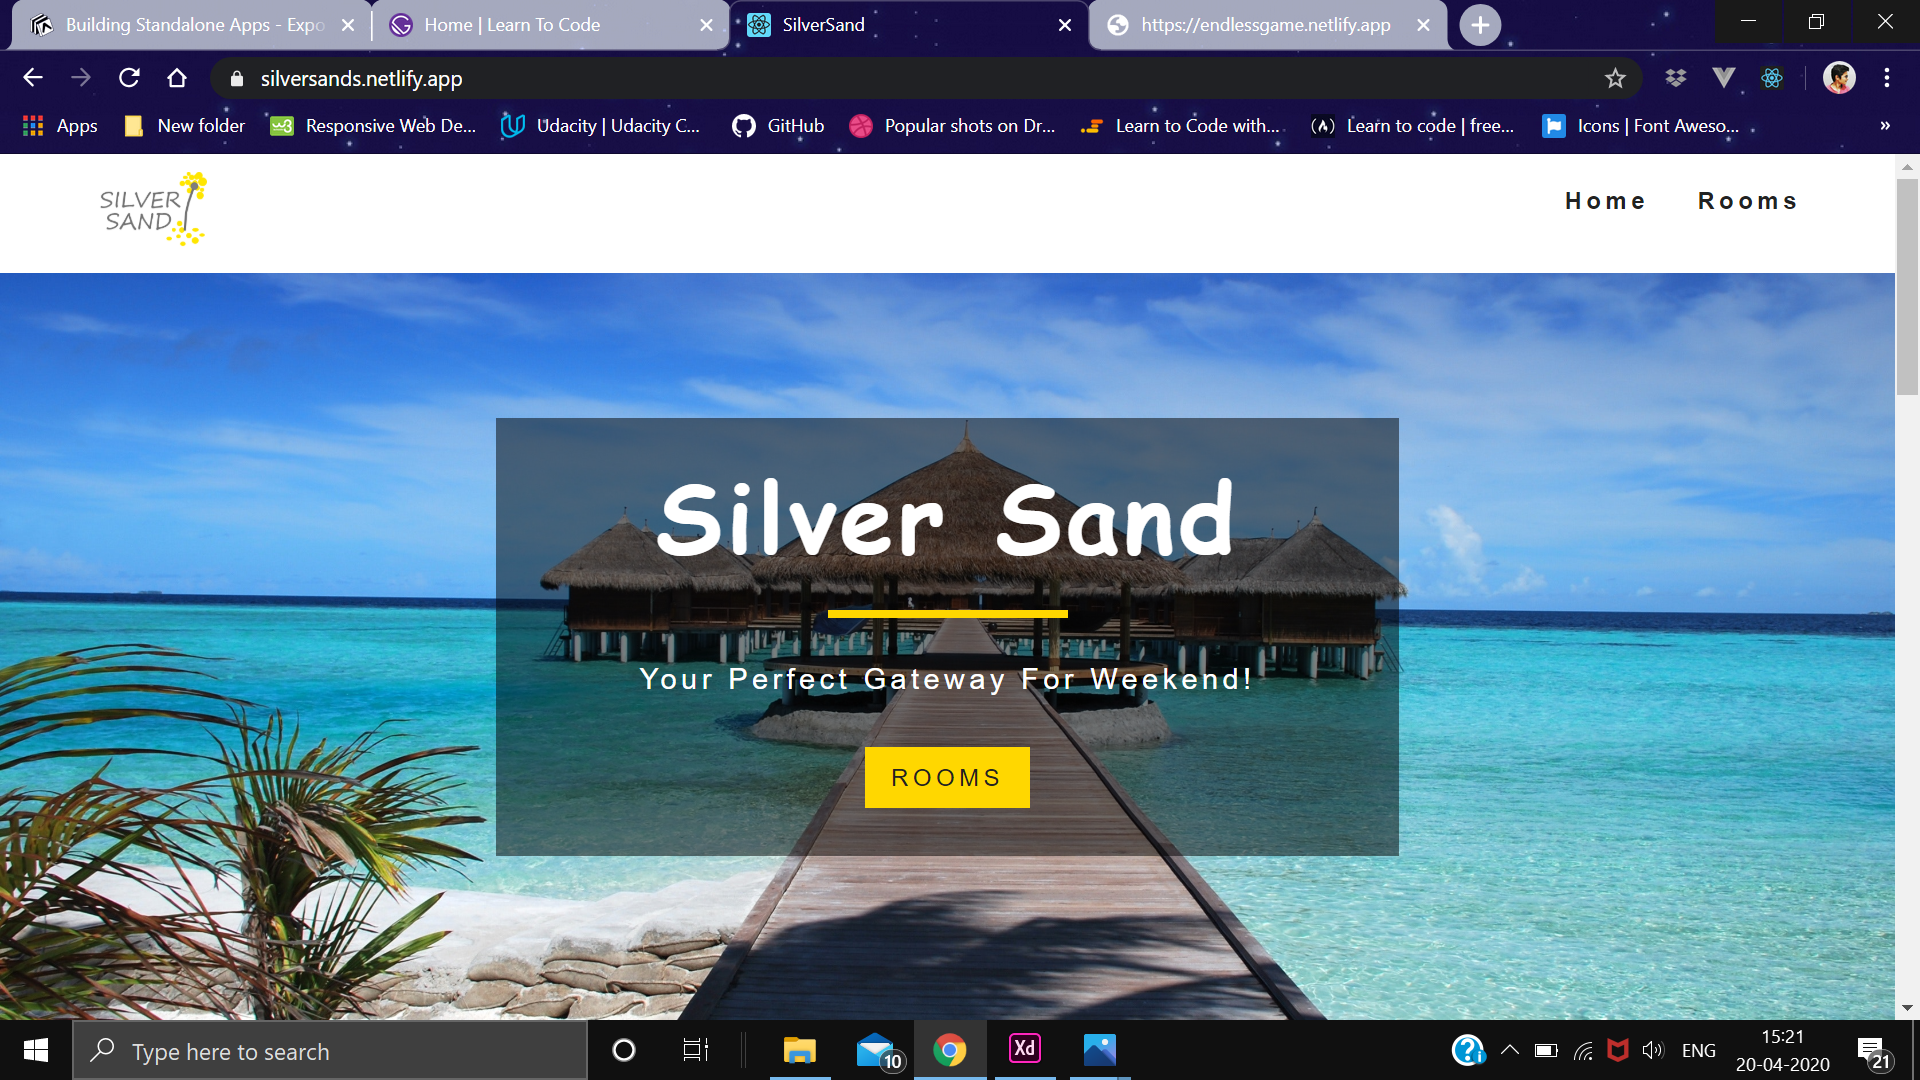 Building Standalone Apps - Expo
Home | Learn To Code
SilverSand
https://endlessgame.netlify.app
silversands.netlify.app
Apps
New folder
Responsive Web De...
Udacity | Udacity C...
GitHub
Popular shots on Dr...
Learn to Code with...
Learn to code | free...
Icons | Font Aweso...
SILVER
SAND
Home
Rooms
Silver Sand
Your Perfect Gateway For Weekend!
ROOMS
Type here to search
10
Xd
ENG
15:21
20-04-2020
21